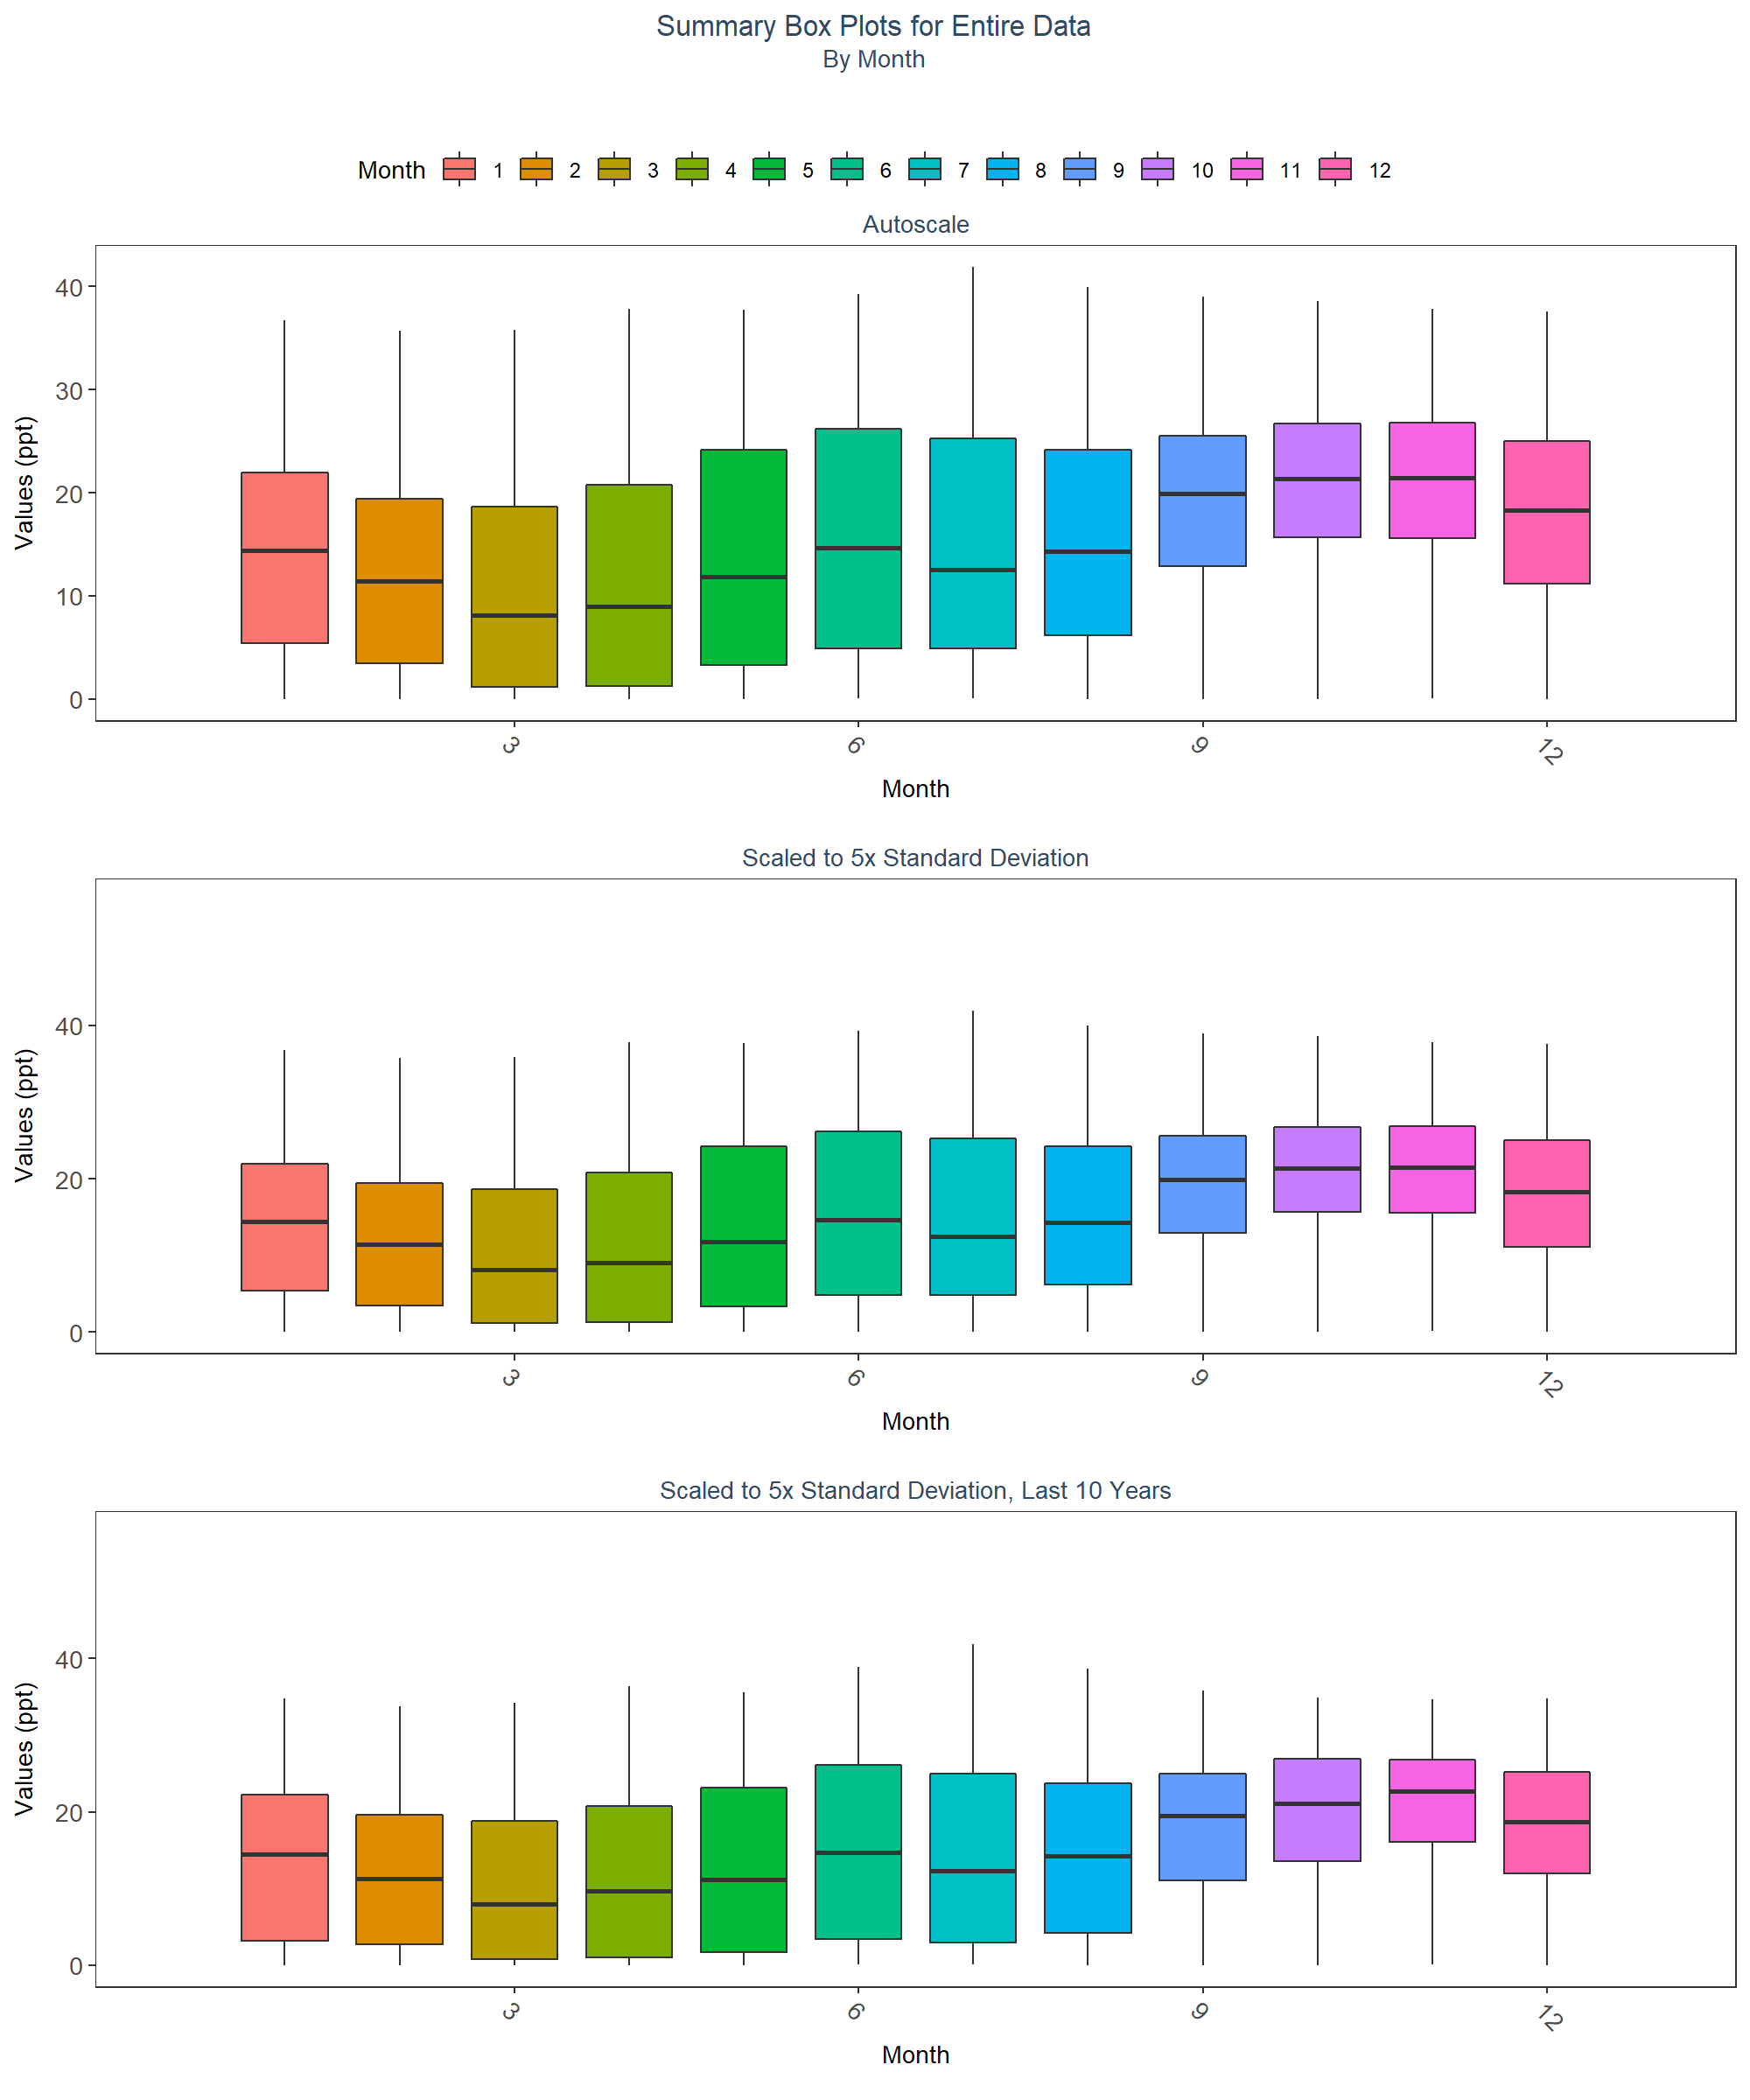 Summary Box Plots for Entire Data
By Month
Month 1 2 3 4 5 6 7 8 9 10 11 12
Autoscale
Values (ppt)
40
30
20
10
0
3 6 9 12
Month
Scaled to 5x Standard Deviation
Values (ppt)
40
20
0
3 6 9 12
Month
Scaled to 5x Standard Deviation, Last 10 Years
Values (ppt)
40
20
0
3 6 9 12
Month